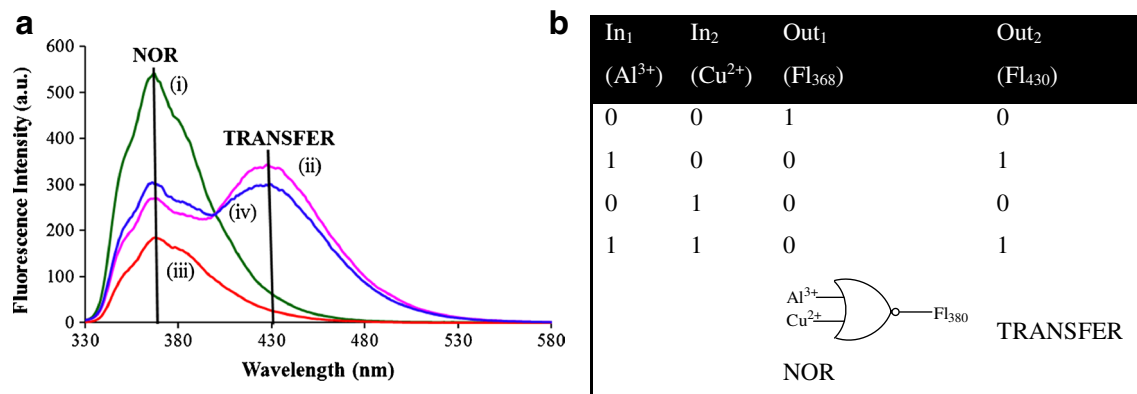 a
NOR
(i)
TRANSFER
(ii)
(iv)
(iii)
600
500
400
300
200
100
0
330 380 430 480 530 580
Fluorescence Intensity (a.u.)
Wavelength (nm)
b
In₁ In₂ Out₁ Out₂
(Al³⁺) (Cu²⁺) (Fl₃₆₈) (Fl₄₃₀)
0 0 1 0
1 0 0 1
0 1 0 0
1 1 0 1
Al³⁺
Cu²⁺
Fl₃₈₀
TRANSFER
NOR